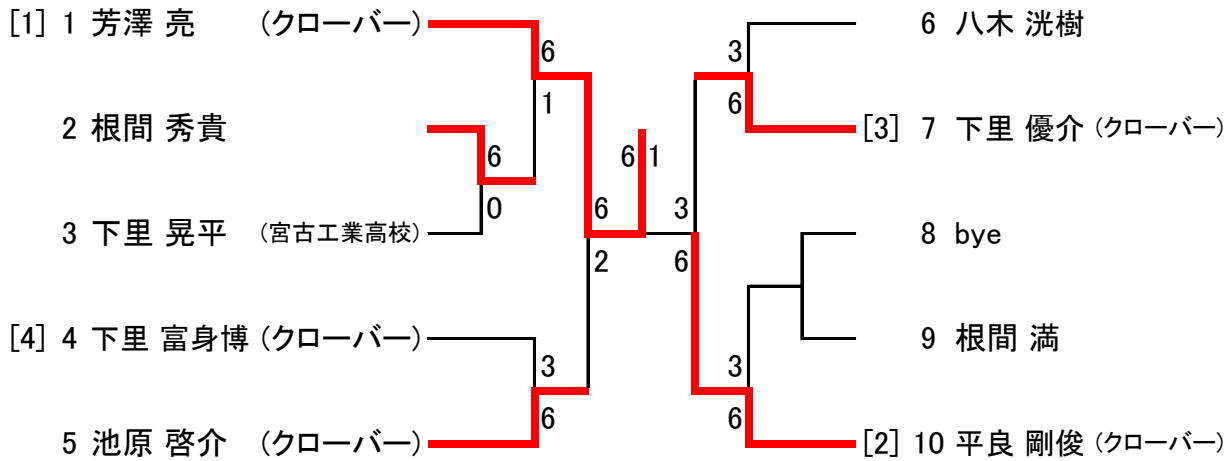 [1] 1 芳澤 亮 (クローバー)
2 根間 秀貴
3 下里 晃平 (宮古工業高校)
[4] 4 下里 富身博 (クローバー)
5 池原 啓介 (クローバー)
6
1
6
0
3
6
6
2
6 1
3
6
3
6
3
6
6 八木 洸樹
[3] 7 下里 優介 (クローバー)
8 bye
9 根間 満
[2] 10 平良 剛俊 (クローバー)